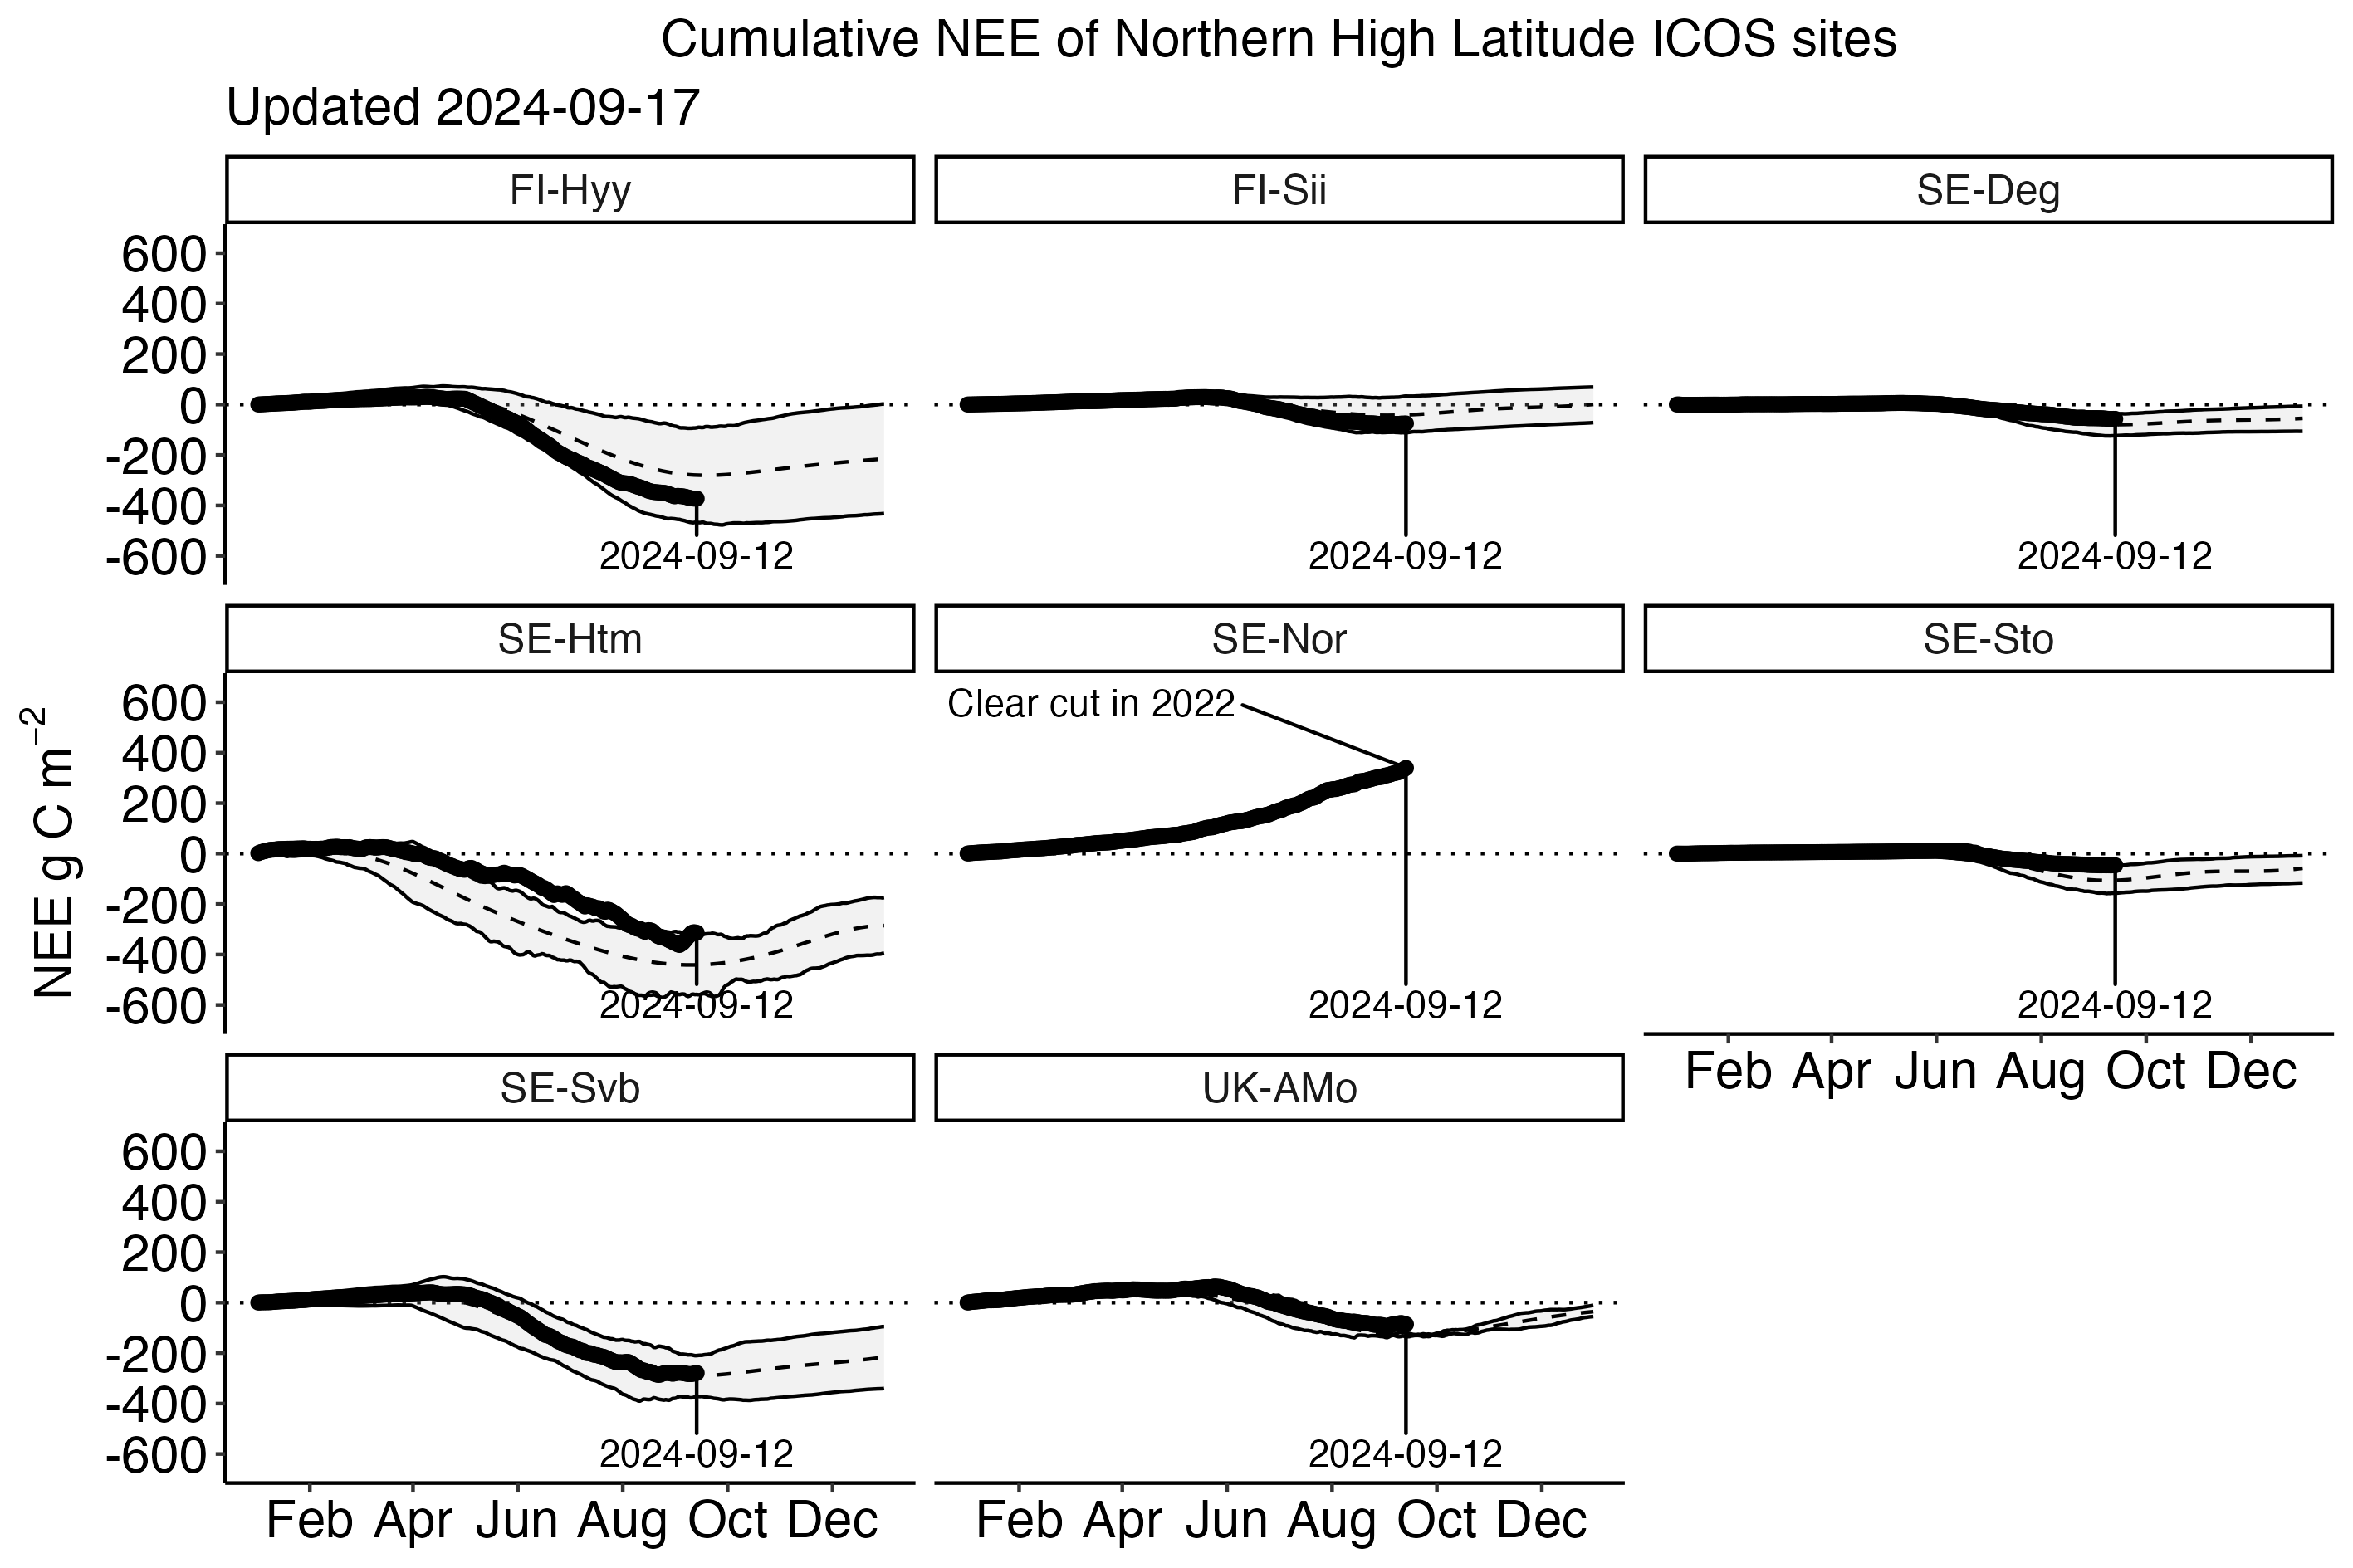 Cumulative NEE of Northern High Latitude ICOS sites
Updated 2024-09-17
FI-Hyy
FI-Sii
SE-Deg
600
400
200
0
-200
-400
-600
2024-09-12
2024-09-12
2024-09-12
SE-Htm
SE-Nor
SE-Sto
NEE g C m⁻²
600
400
200
0
-200
-400
-600
Clear cut in 2022
2024-09-12
2024-09-12
2024-09-12
Feb Apr Jun Aug Oct Dec
SE-Svb
UK-AMo
600
400
200
0
-200
-400
-600
2024-09-12
2024-09-12
Feb Apr Jun Aug Oct Dec
Feb Apr Jun Aug Oct Dec